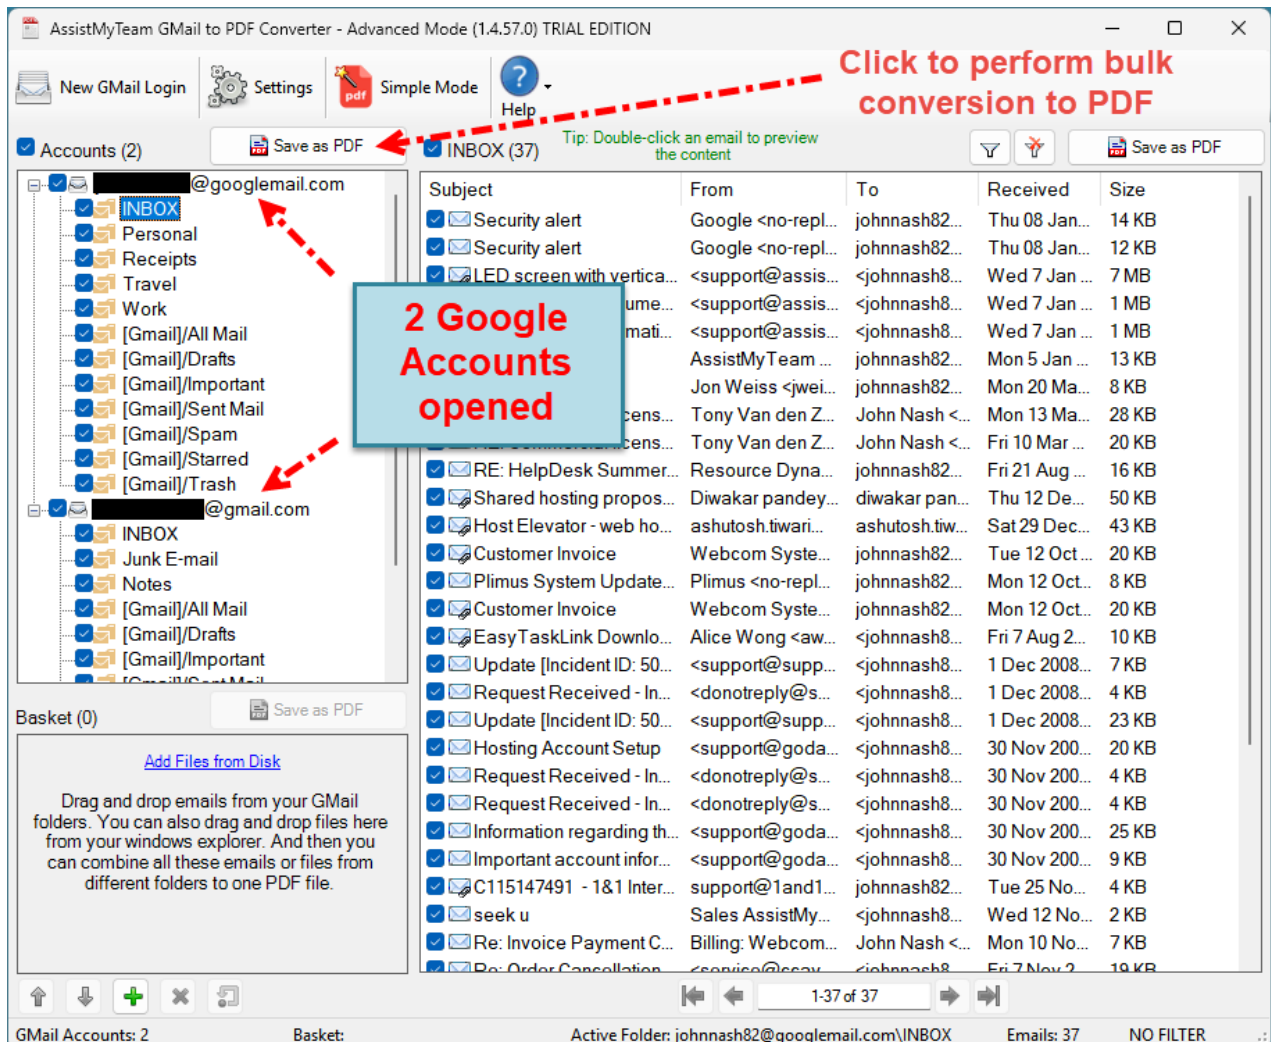 AssistMyTeam GMail to PDF Converter - Advanced Mode (1.4.57.0) TRIAL EDITION
New GMail Login
Settings
pdf
Simple Mode
?
Help
Click to perform bulk
conversion to PDF
Accounts (2)
Save as PDF
INBOX (37)
Tip: Double-click an email to preview
the content
Save as PDF
@googlemail.com
INBOX
Personal
Receipts
Travel
Work
[Gmail]/All Mail
[Gmail]/Drafts
[Gmail]/Important
[Gmail]/Sent Mail
[Gmail]/Spam
[Gmail]/Starred
[Gmail]/Trash
@gmail.com
INBOX
Junk E-mail
Notes
[Gmail]/All Mail
[Gmail]/Drafts
[Gmail]/Important
[Gmail]/Sent Mail
2 Google
Accounts
opened
Subject From To Received Size
Security alert Google <no-repl... johnnash82... Thu 08 Jan... 14 KB
Security alert Google <no-repl... johnnash82... Thu 08 Jan... 12 KB
LED screen with vertica... <support@assis... <johnnash8... Wed 7 Jan ... 7 MB
ume... <support@assis... <johnnash8... Wed 7 Jan ... 1 MB
mati... <support@assis... <johnnash8... Wed 7 Jan ... 1 MB
AssistMyTeam ... johnnash82... Mon 5 Jan ... 13 KB
Jon Weiss <jwei... johnnash82... Mon 20 Ma... 8 KB
cens... Tony Van den Z... John Nash <... Mon 13 Ma... 28 KB
cens... Tony Van den Z... John Nash <... Fri 10 Mar ... 20 KB
RE: HelpDesk Summer... Resource Dyna... johnnash82... Fri 21 Aug ... 16 KB
Shared hosting propos... Diwakar pandey... diwakar pan... Thu 12 De... 50 KB
Host Elevator - web ho... ashutosh.tiwari... ashutosh.tiw... Sat 29 Dec... 43 KB
Customer Invoice Webcom Syste... johnnash82... Tue 12 Oct ... 20 KB
Plimus System Update... Plimus <no-repl... johnnash82... Mon 12 Oct... 8 KB
Customer Invoice Webcom Syste... johnnash82... Mon 12 Oct... 20 KB
EasyTaskLink Downlo... Alice Wong <aw... <johnnash8... Fri 7 Aug 2... 10 KB
Update [Incident ID: 50... <support@supp... <johnnash8... 1 Dec 2008... 7 KB
Request Received - In... <donotreply@s... <johnnash8... 1 Dec 2008... 4 KB
Update [Incident ID: 50... <support@supp... <johnnash8... 1 Dec 2008... 23 KB
Hosting Account Setup <support@goda... <johnnash8... 30 Nov 200... 20 KB
Request Received - In... <donotreply@s... <johnnash8... 30 Nov 200... 4 KB
Request Received - In... <donotreply@s... <johnnash8... 30 Nov 200... 4 KB
Information regarding th... <support@goda... <johnnash8... 30 Nov 200... 25 KB
Important account infor... <support@goda... <johnnash8... 30 Nov 200... 9 KB
C115147491 - 1&1 Inter... support@1and1... johnnash82... Tue 25 No... 4 KB
seek u Sales AssistMy... <johnnash8... Wed 12 No... 2 KB
Re: Invoice Payment C... Billing: Webcom... John Nash <... Mon 10 No... 7 KB
Re: Order Cancellation <service@ccav... <johnnash8... Fri 7 Nov 2... 19 KB
Basket (0)
Save as PDF
Add Files from Disk
Drag and drop emails from your GMail
folders. You can also drag and drop files here
from your windows explorer. And then you
can combine all these emails or files from
different folders to one PDF file.
1-37 of 37
GMail Accounts: 2
Basket:
Active Folder: johnnash82@googlemail.com\INBOX
Emails: 37
NO FILTER